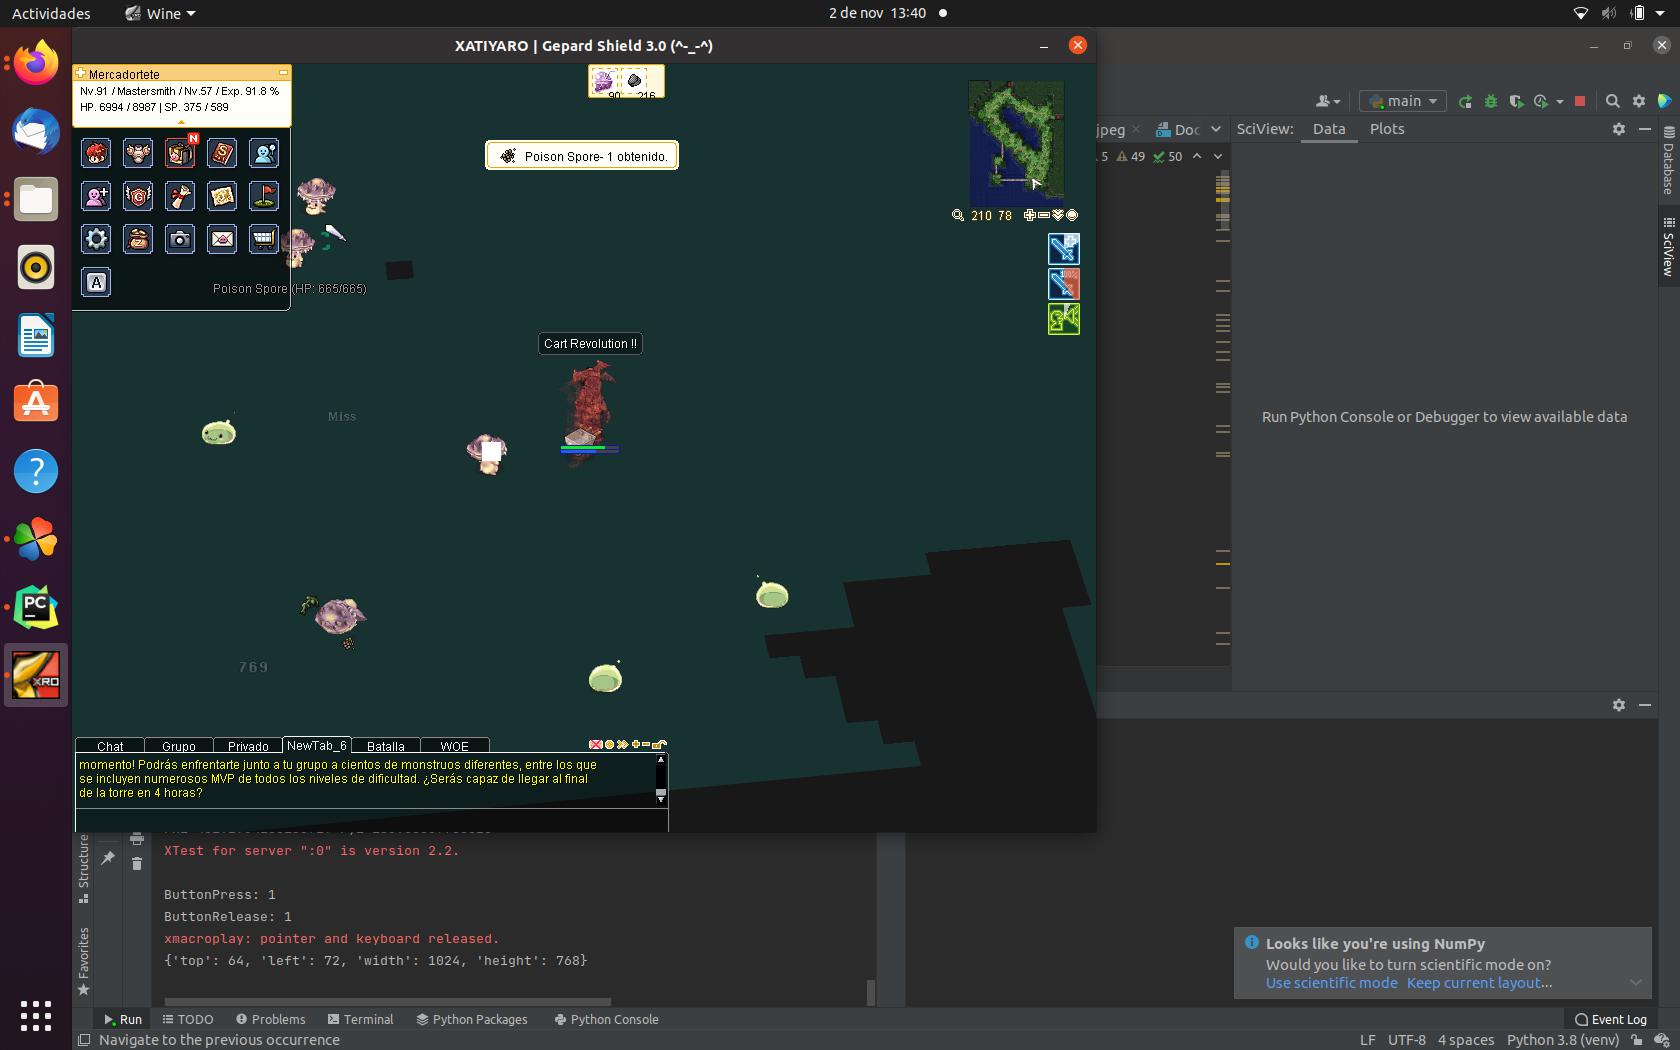 Actividades
Wine
2 de nov 13:40
XATIYARO | Gepard Shield 3.0 (^-_-^)
Mercadortete
Nv.91 / Mastersmith / Nv.57 / Exp. 91.8 %
HP. 6994 / 8987 | SP. 375 / 589
N
A
90
216
Poison Spore- 1 obtenido.
210 78
100%
Poison Spore (HP: 665/665)
Cart Revolution !!
Miss
769
Chat
Grupo
Privado
NewTab_6
Batalla
WOE
momento! Podrás enfrentarte junto a tu grupo a cientos de monstruos diferentes, entre los que
se incluyen numerosos MVP de todos los niveles de dificultad. ¿Serás capaz de llegar al final
de la torre en 4 horas?
main
jpeg
Doc
5
49
50
SciView:
Data
Plots
Database
SciView
Run Python Console or Debugger to view available data
PC
XRO
Structure
Favorites
XTest for server ":0" is version 2.2.
ButtonPress: 1
ButtonRelease: 1
xmacroplay: pointer and keyboard released.
{'top': 64, 'left': 72, 'width': 1024, 'height': 768}
Looks like you're using NumPy
Would you like to turn scientific mode on?
Use scientific mode Keep current layout...
Run
TODO
Problems
Terminal
Python Packages
Python Console
Event Log
Navigate to the previous occurrence
LF UTF-8 4 spaces Python 3.8 (venv)